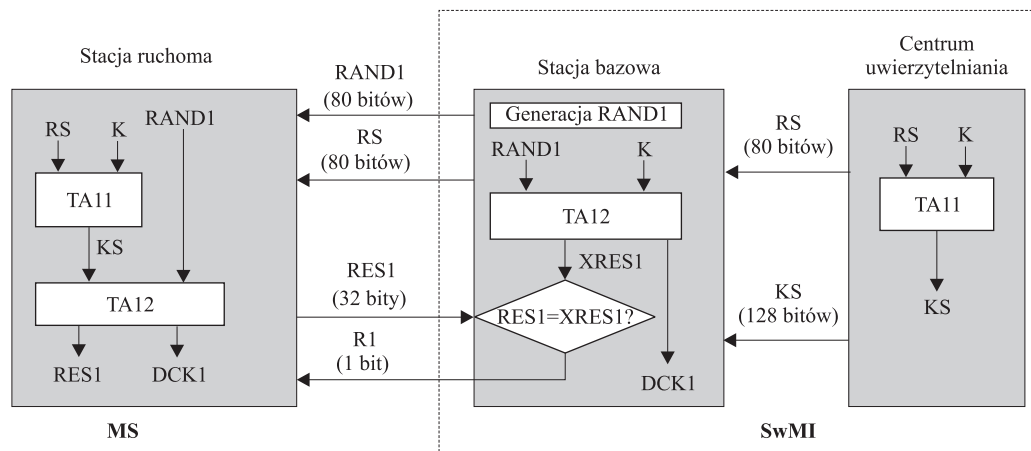 Stacja ruchoma
RS
K
RAND1
TA11
KS
TA12
RES1
DCK1
MS
RAND1
(80 bitów)
RS
(80 bitów)
RES1
(32 bity)
R1
(1 bit)
Stacja bazowa
Generacja RAND1
RAND1
K
TA12
XRES1
RES1=XRES1?
DCK1
SwMI
RS
(80 bitów)
KS
(128 bitów)
Centrum
uwierzytelniania
RS
K
TA11
KS